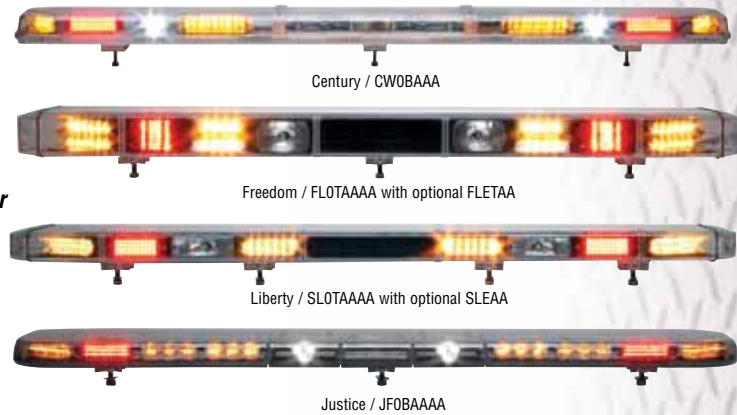 Century / CW0BAAA
Freedom / FL0TAAAA with optional FLETAA
r
Liberty / SL0TAAAA with optional SLEAA
Justice / JF0BAAAA